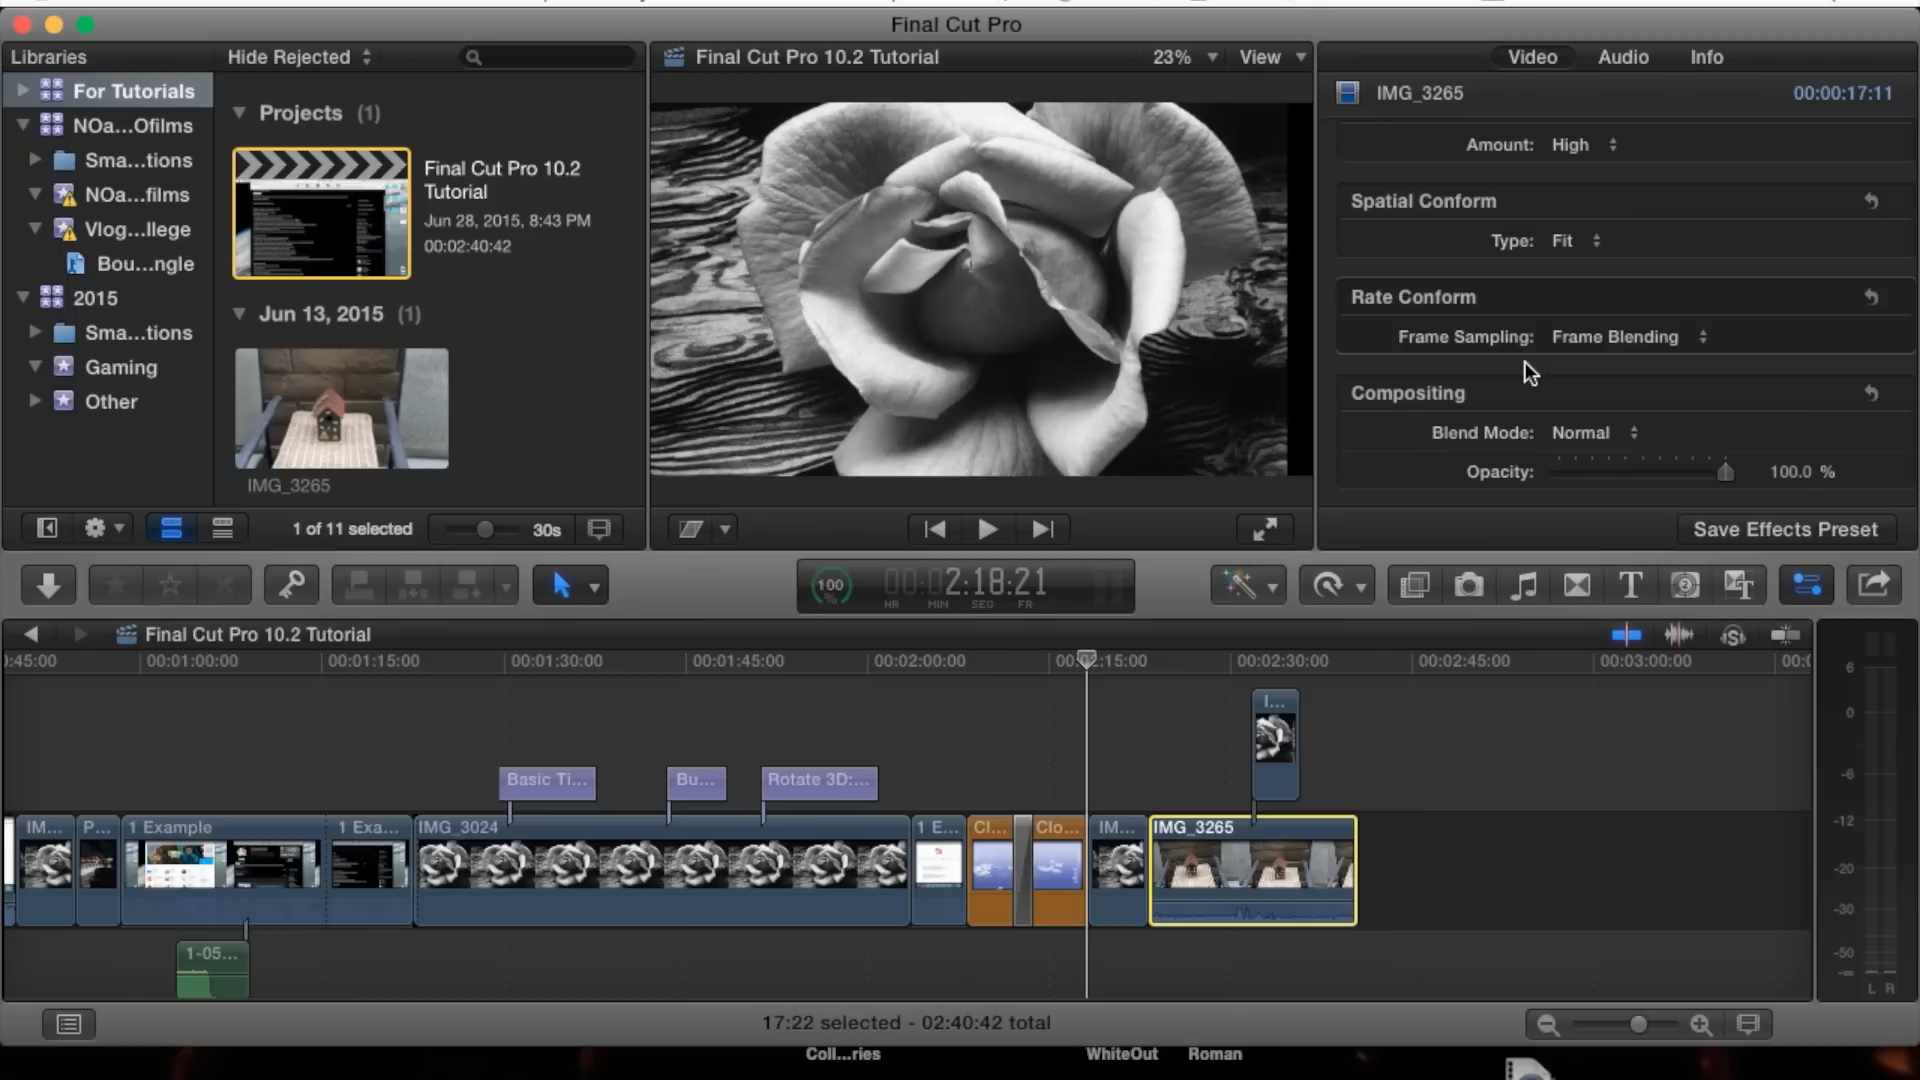 Final Cut Pro
Libraries
Hide Rejected
Final Cut Pro 10.2 Tutorial
23%
View
Video
Audio
Info
For Tutorials
NOa...Ofilms
Sma...tions
NOa...films
Vlog...llege
Bou...ngle
2015
Sma...tions
Gaming
Other
Projects (1)
Final Cut Pro 10.2
Tutorial
Jun 28, 2015, 8:43 PM
00:02:40:42
Jun 13, 2015 (1)
IMG_3265
1 of 11 selected
30s
IMG_3265
00:00:17:11
Amount: High
Spatial Conform
Type: Fit
Rate Conform
Frame Sampling: Frame Blending
Compositing
Blend Mode: Normal
Opacity: 100.0 %
Save Effects Preset
100
%
00:02:18:21
HR MIN SEC FR
Final Cut Pro 10.2 Tutorial
):45:00
00:01:00:00
00:01:15:00
00:01:30:00
00:01:45:00
00:02:00:00
00:02:15:00
00:02:30:00
00:02:45:00
00:03:00:00
I...
Basic Ti...
Bu...
Rotate 3D:...
IM...
P...
1 Example
1 Exa...
IMG_3024
1 E...
Cl...
Clo...
IM...
IMG_3265
1-05...
6
0
-6
-12
-20
-30
-50
-∞
L R
17:22 selected - 02:40:42 total
Coll...ries
WhiteOut
Roman